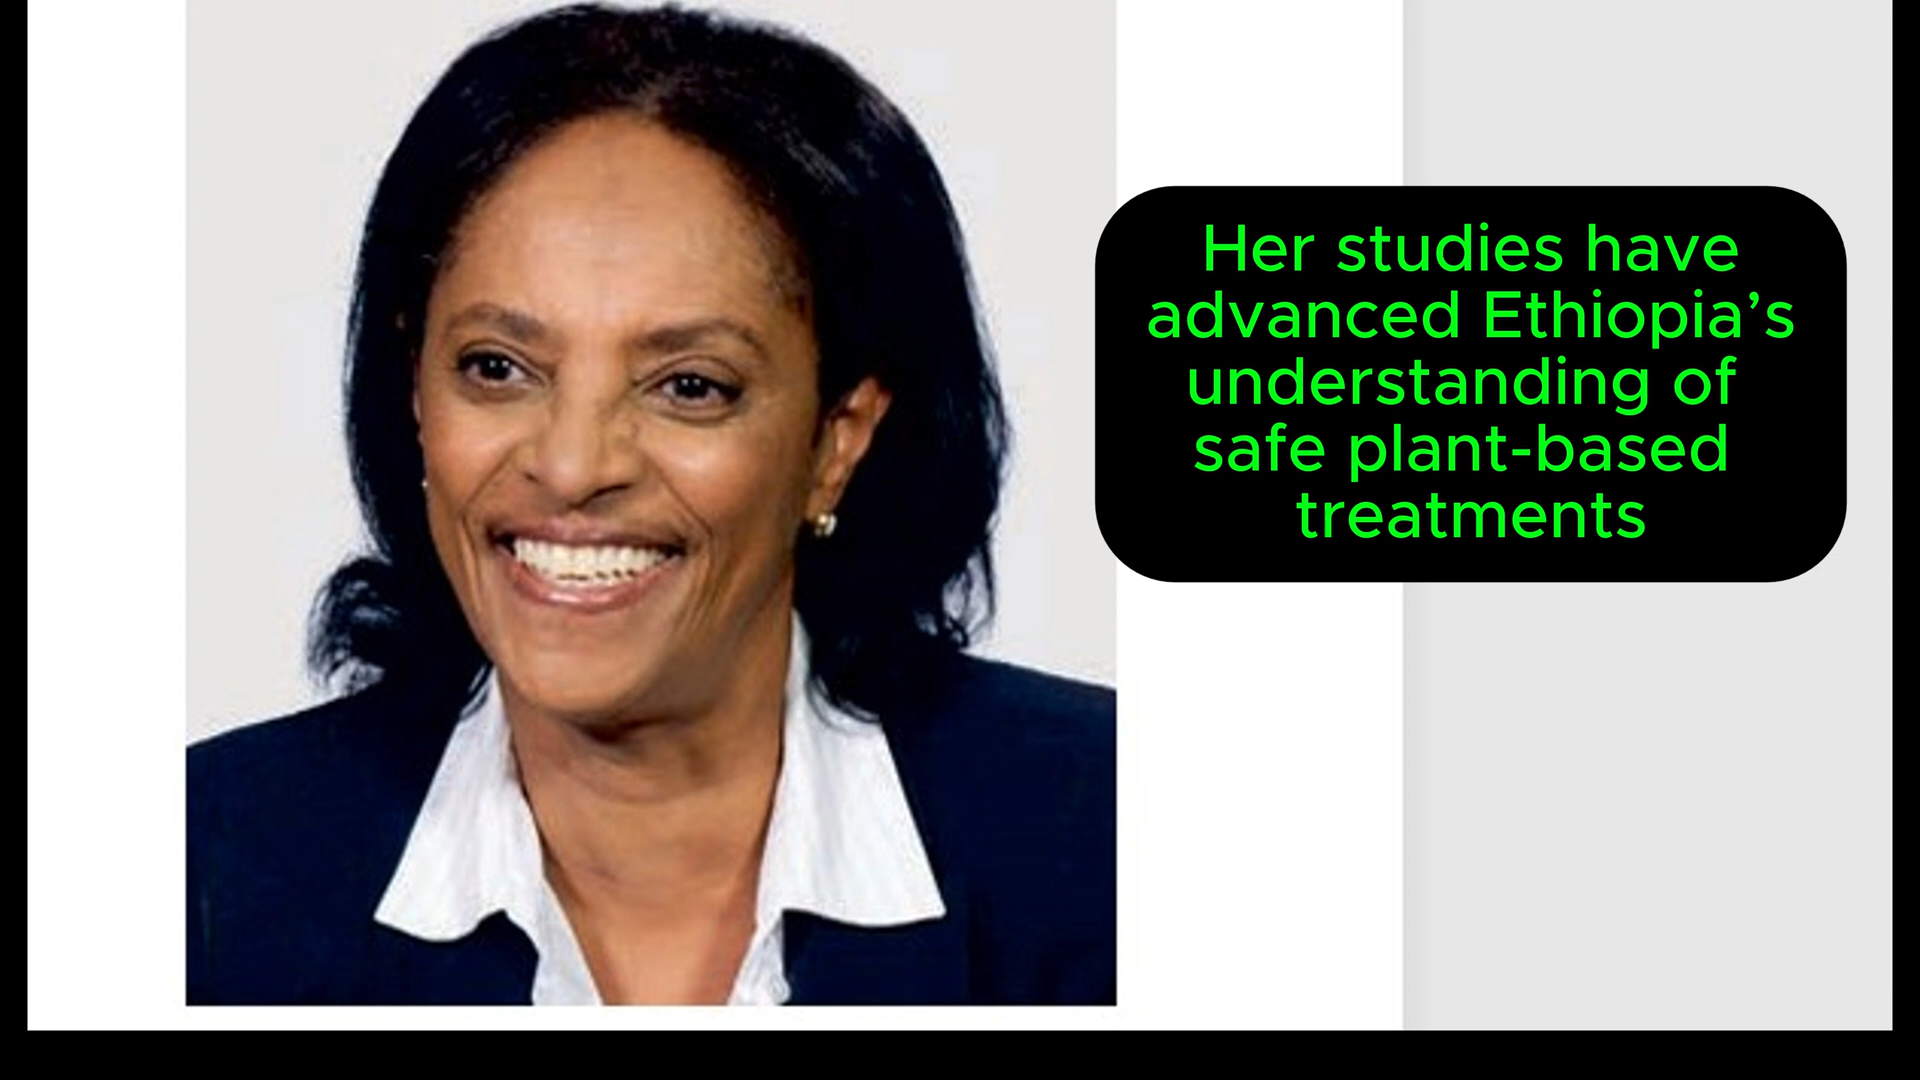 Her studies have
advanced Ethiopia’s
understanding of
safe plant-based
treatments